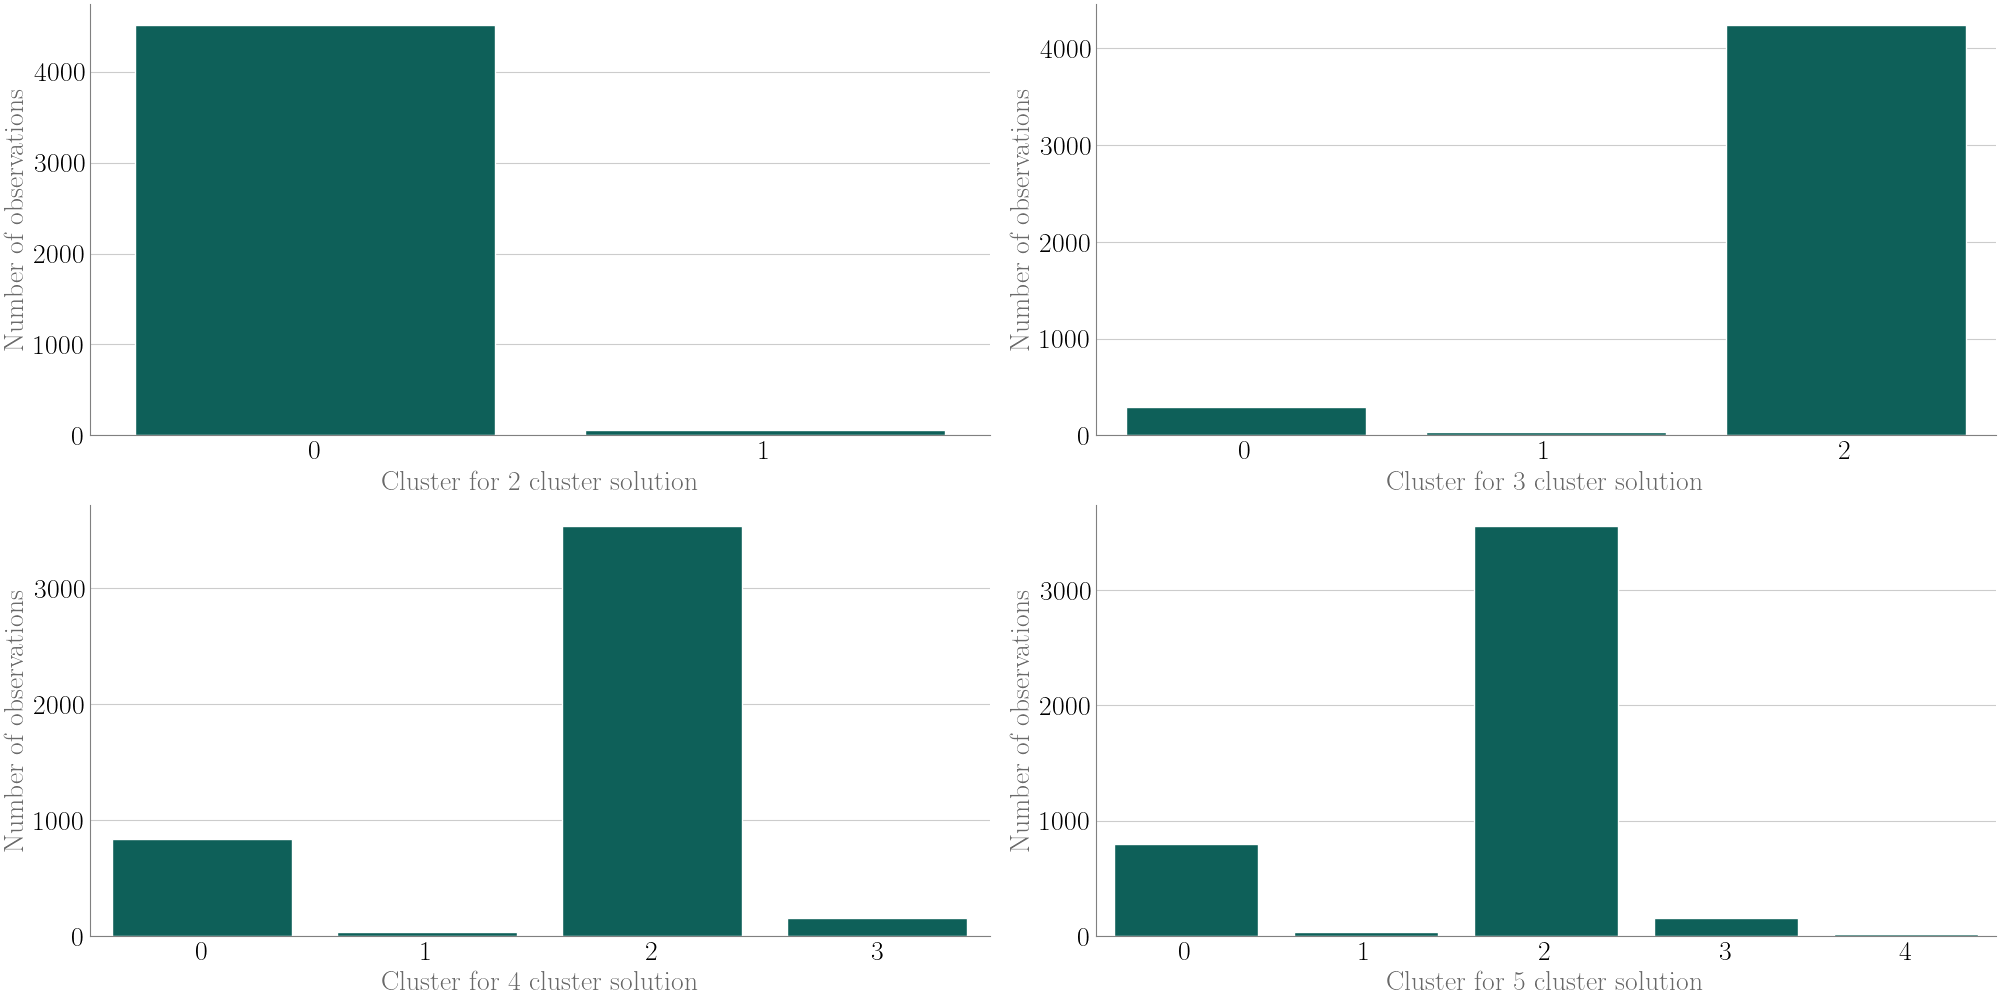 Number of observations
4000
3000
2000
1000
0
0 1
Cluster for 2 cluster solution
Number of observations
4000
3000
2000
1000
0
0 1 2
Cluster for 3 cluster solution
Number of observations
3000
2000
1000
0
0 1 2 3
Cluster for 4 cluster solution
Number of observations
3000
2000
1000
0
0 1 2 3 4
Cluster for 5 cluster solution